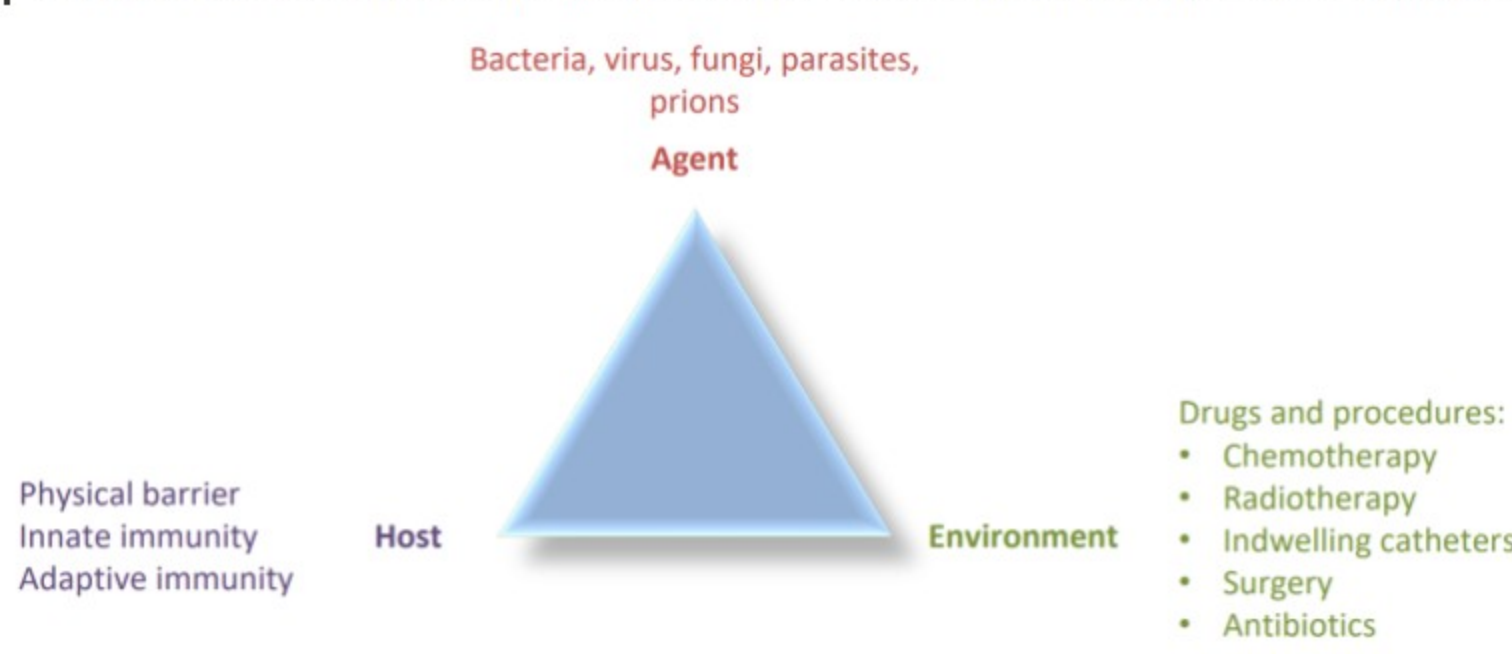 Bacteria, virus, fungi, parasites,
prions
Agent
Physical barrier
Innate immunity
Adaptive immunity
Host
Environment
Drugs and procedures:
• Chemotherapy
• Radiotherapy
• Indwelling catheters
• Surgery
• Antibiotics